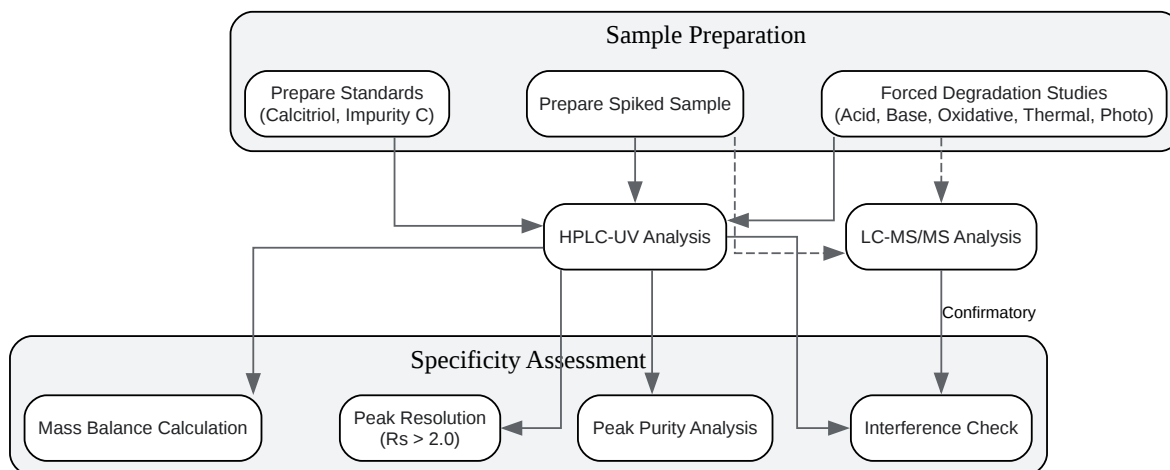 Sample Preparation
Prepare Standards
(Calcitriol, Impurity C)
Prepare Spiked Sample
Forced Degradation Studies
(Acid, Base, Oxidative, Thermal, Photo)
HPLC-UV Analysis
LC-MS/MS Analysis
Confirmatory
Specificity Assessment
Mass Balance Calculation
Peak Resolution
(Rs > 2.0)
Peak Purity Analysis
Interference Check